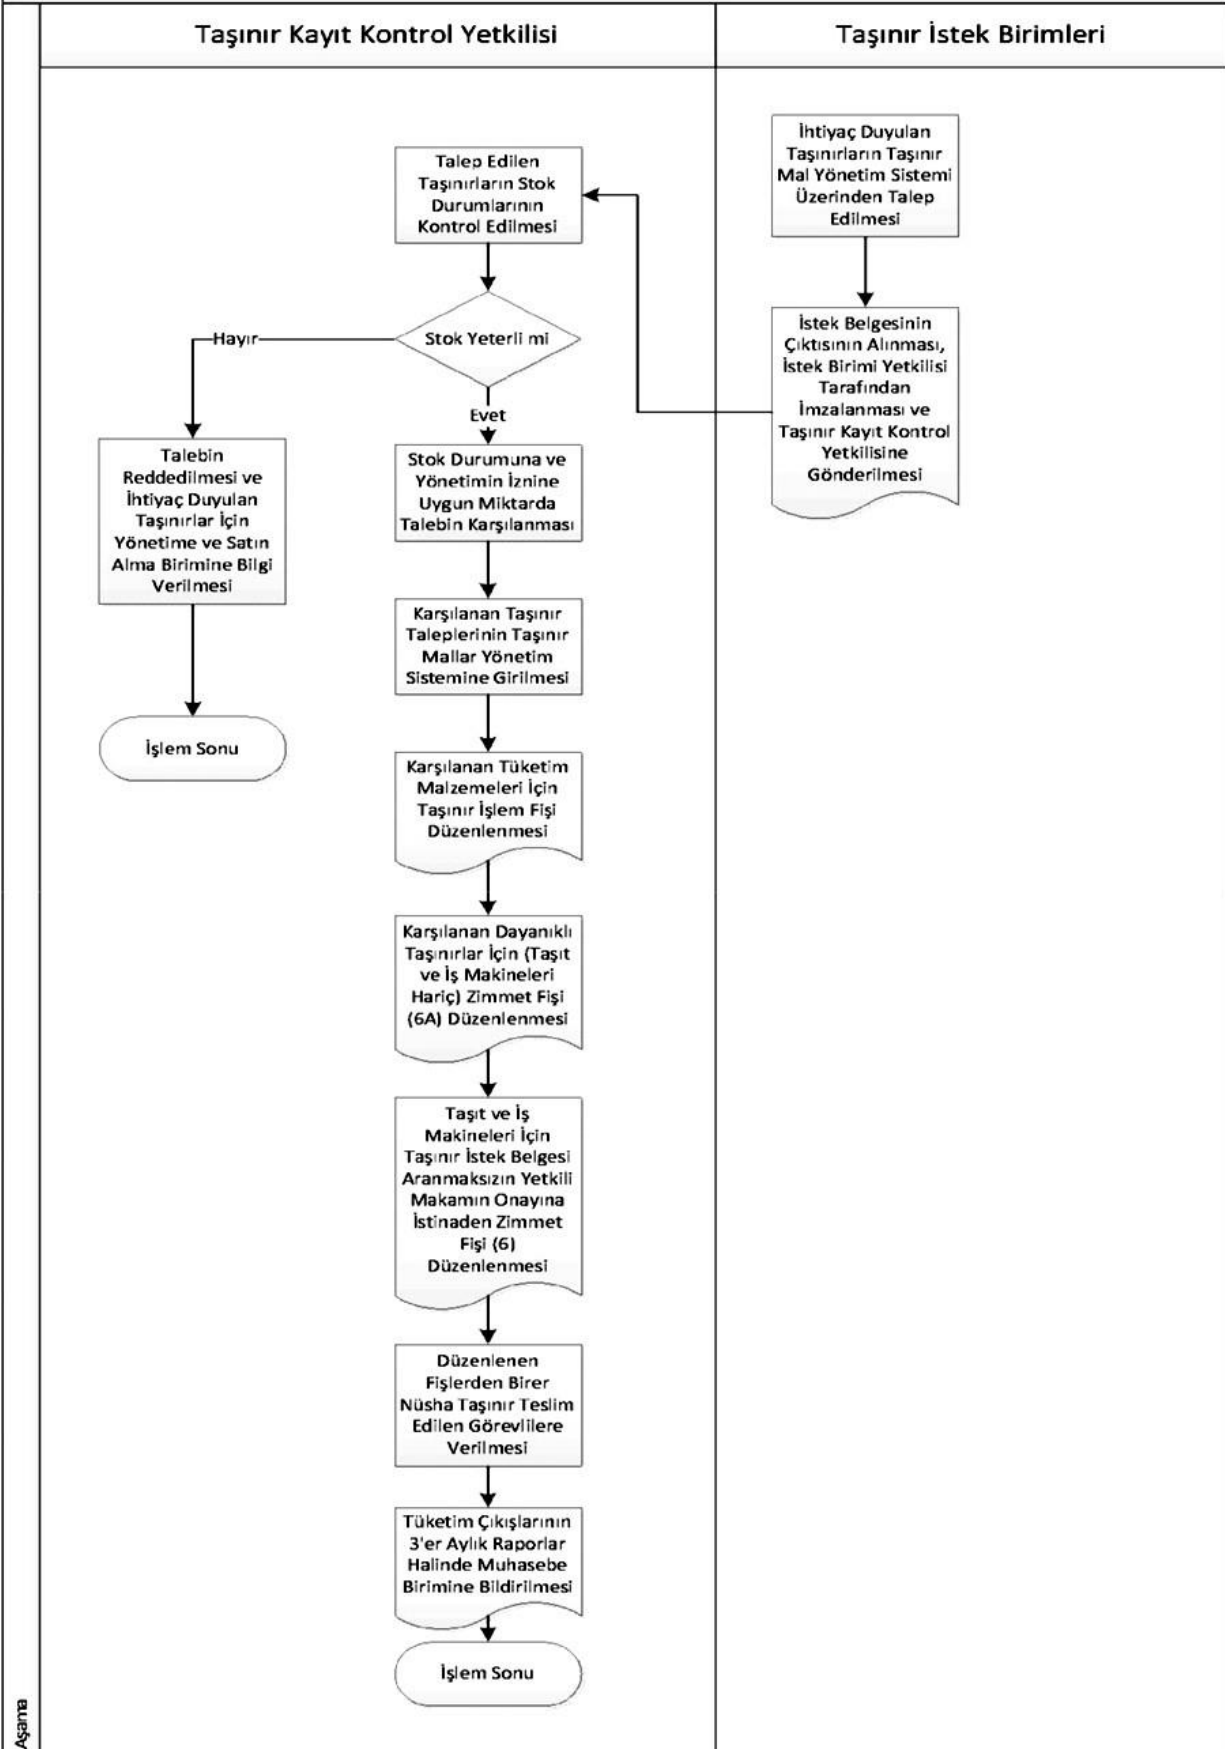 Taşınır Kayıt Kontrol Yetkilisi
Taşınır İstek Birimleri
İhtiyaç Duyulan
Taşınırların Taşınır
Mal Yönetim Sistemi
Üzerinden Talep
Edilmesi
İstek Belgesinin
Çıktısının Alınması,
İstek Birimi Yetkilisi
Tarafından
İmzalanması ve
Taşınır Kayıt Kontrol
Yetkilisine
Gönderilmesi
Talep Edilen
Taşınırların Stok
Durumlarının
Kontrol Edilmesi
Stok Yeterli mi
Hayır
Talebin
Reddedilmesi ve
İhtiyaç Duyulan
Taşınırlar İçin
Yönetime ve Satın
Alma Birimine Bilgi
Verilmesi
İşlem Sonu
Evet
Stok Durumuna ve
Yönetimin İznine
Uygun Miktarda
Talebin Karşılanması
Karşılanan Taşınır
Taleplerinin Taşınır
Mallar Yönetim
Sistemine Girilmesi
Karşılanan Tüketim
Malzemeleri İçin
Taşınır İşlem Fişi
Düzenlenmesi
Karşılanan Dayanıklı
Taşınırlar İçin (Taşıt
ve İş Makineleri
Hariç) Zimmet Fişi
(6A) Düzenlenmesi
Taşıt ve İş
Makineleri İçin
Taşınır İstek Belgesi
Aranmaksızın Yetkili
Makamın Onayına
İstinaden Zimmet
Fişi (6)
Düzenlenmesi
Düzenlenen
Fişlerden Birer
Nüsha Taşınır Teslim
Edilen Görevlilere
Verilmesi
Tüketim Çıkışlarının
3'er Aylık Raporlar
Halinde Muhasebe
Birimine Bildirilmesi
İşlem Sonu
Aşama